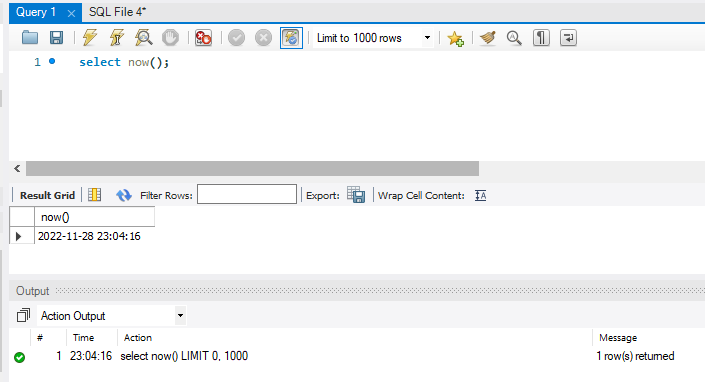 Query 1 SQL File 4*
Limit to 1000 rows
1 select now();
Result Grid Filter Rows: Export: Wrap Cell Content:
now()
2022-11-28 23:04:16
Output
Action Output
# Time Action Message
1 23:04:16 select now() LIMIT 0, 1000 1 row(s) returned